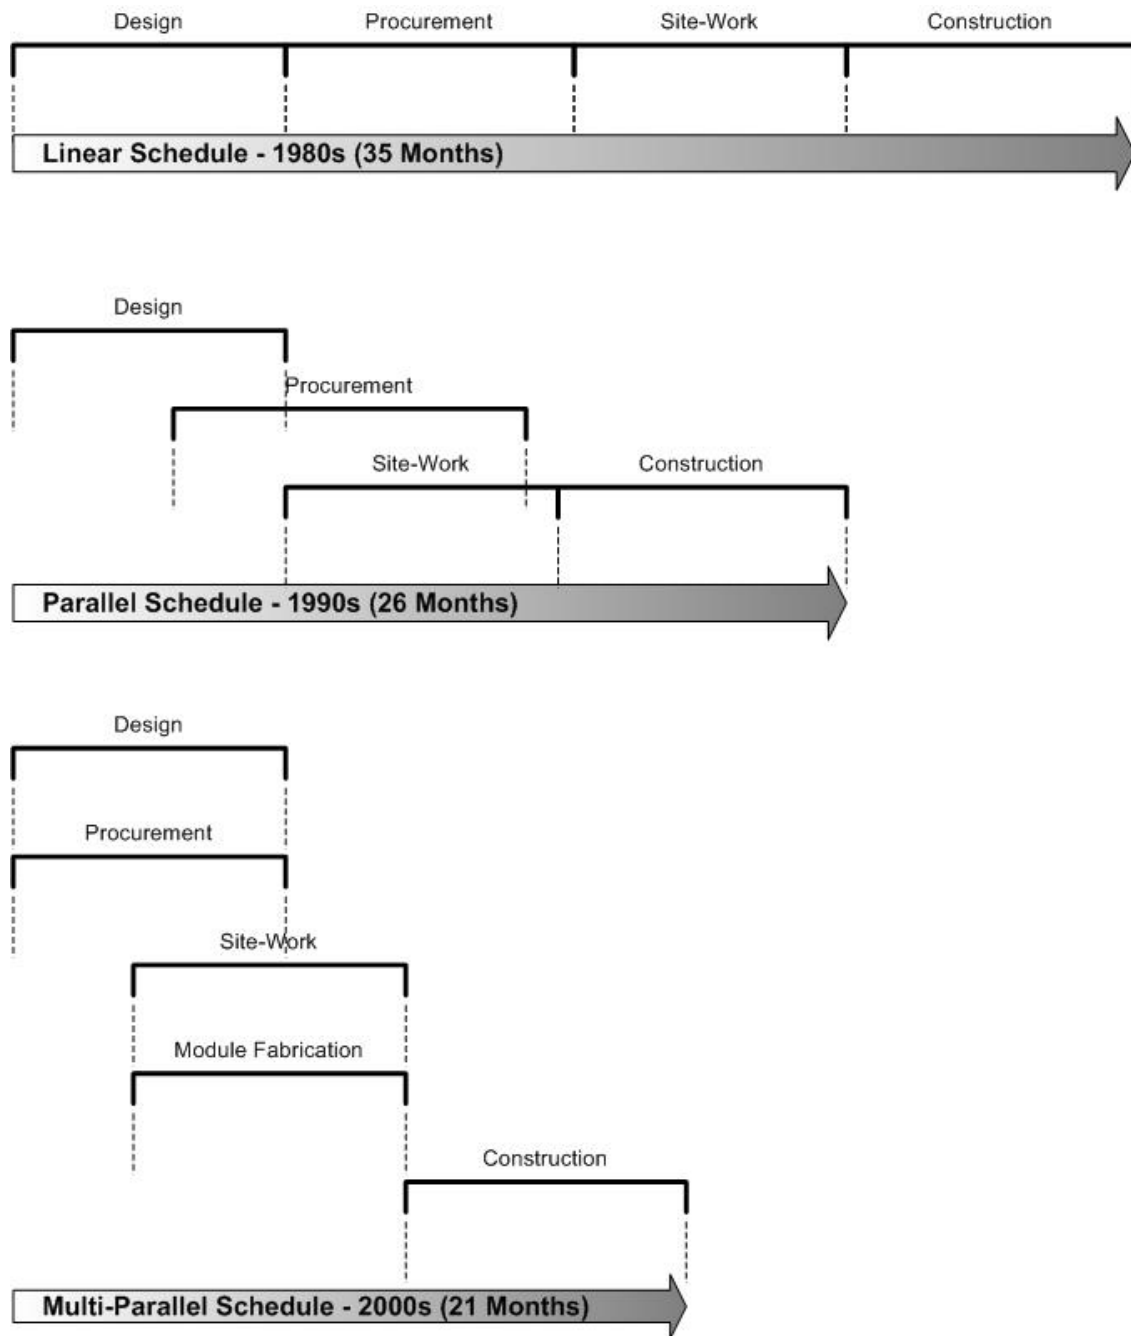 Design
Procurement
Site-Work
Construction
Linear Schedule - 1980s (35 Months)
Design
Procurement
Site-Work
Construction
Parallel Schedule - 1990s (26 Months)
Design
Procurement
Site-Work
Module Fabrication
Construction
Multi-Parallel Schedule - 2000s (21 Months)